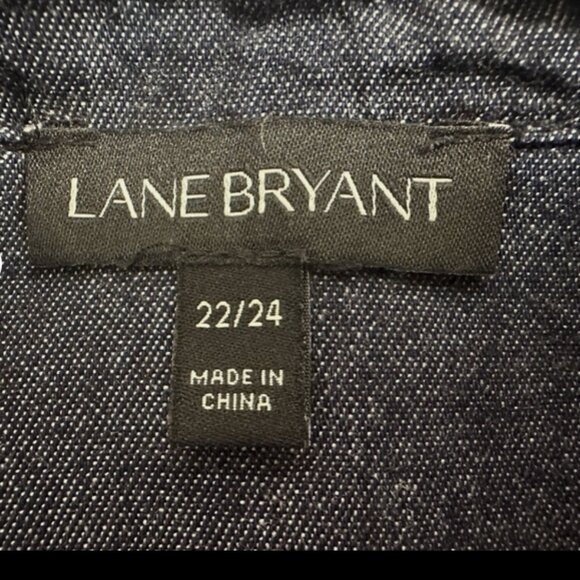 LANE BRYANT
22/24
MADE IN
CHINA